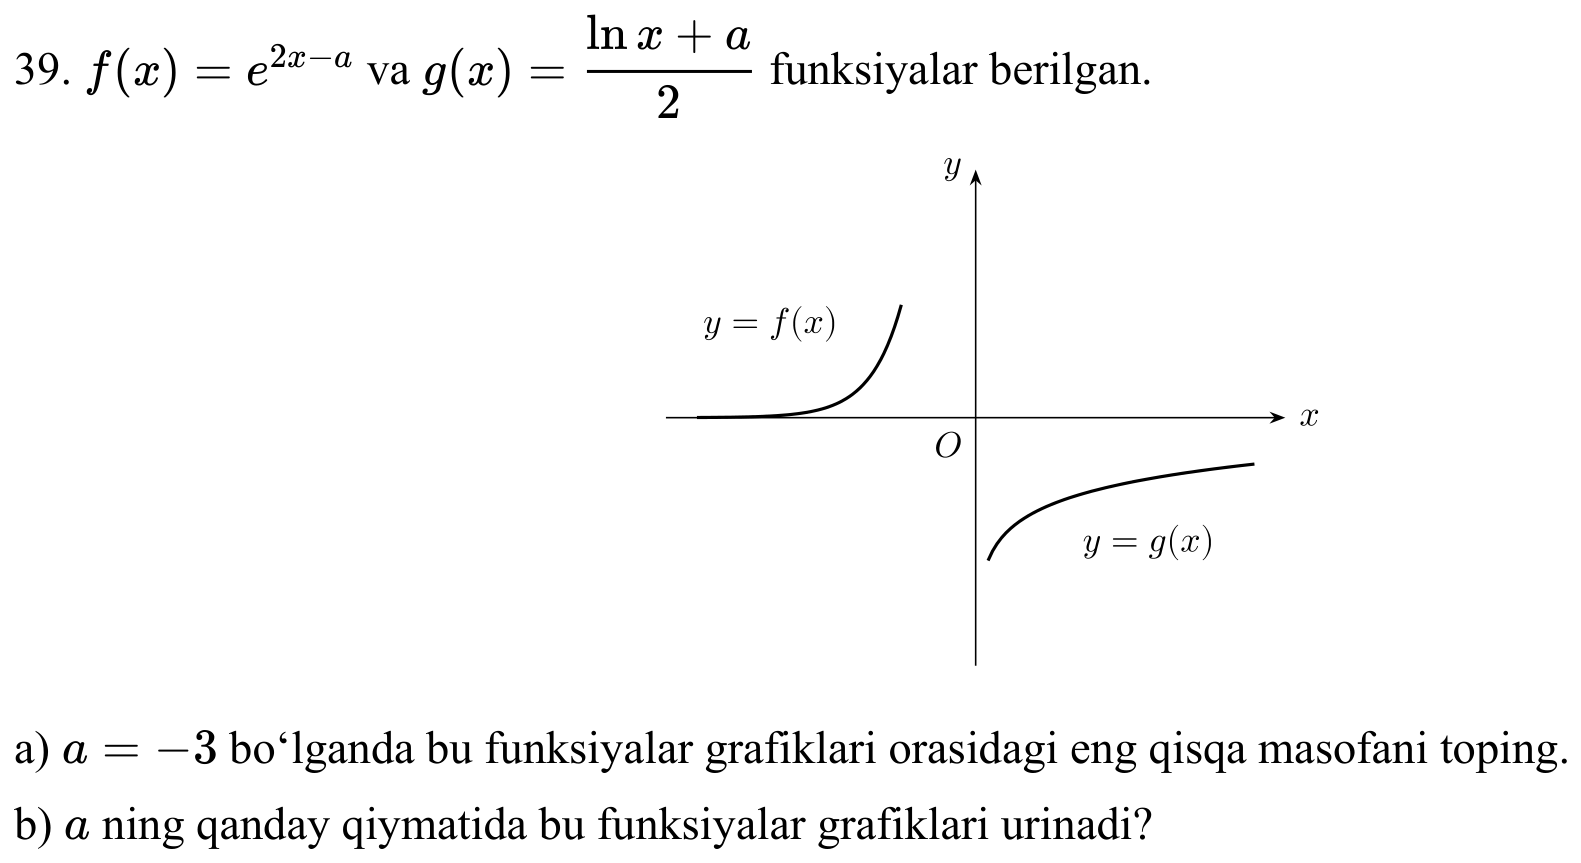 39. f(x) = e^{2x−a} va g(x) = \frac{ln x + a}{2} funksiyalar berilgan.
y
y = f(x)
x
O
y = g(x)
a) a = −3 bo‘lganda bu funksiyalar grafiklari orasidagi eng qisqa masofani toping.
b) a ning qanday qiymatida bu funksiyalar grafiklari urinadi?